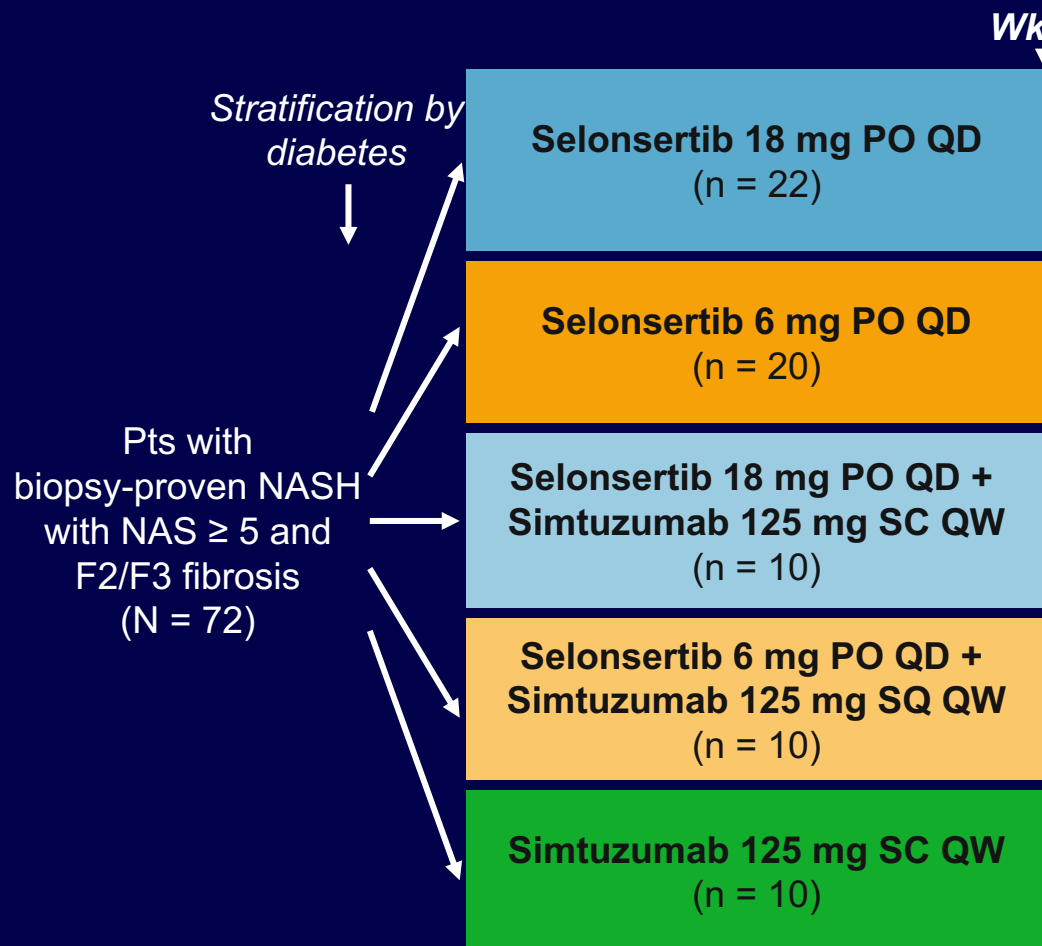 Wk
Stratification by
diabetes
Selonsertib 18 mg PO QD
(n = 22)
Selonsertib 6 mg PO QD
(n = 20)
Pts with
biopsy-proven NASH
with NAS ≥ 5 and
F2/F3 fibrosis
(N = 72)
Selonsertib 18 mg PO QD +
Simtuzumab 125 mg SC QW
(n = 10)
Selonsertib 6 mg PO QD +
Simtuzumab 125 mg SQ QW
(n = 10)
Simtuzumab 125 mg SC QW
(n = 10)